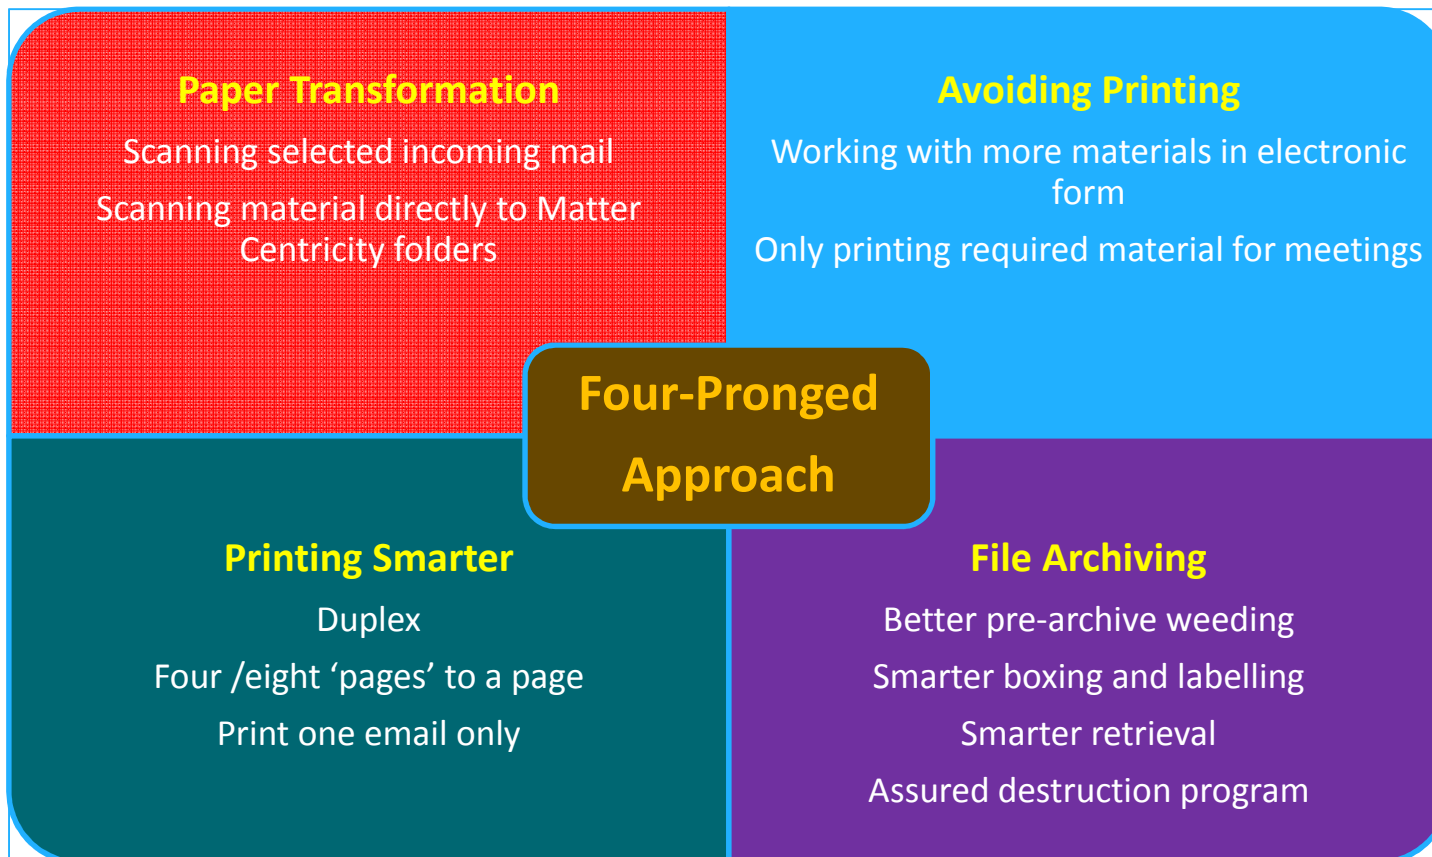 Paper Transformation
Scanning selected incoming mail
Scanning material directly to Matter
Centricity folders
Avoiding Printing
Working with more materials in electronic
form
Only printing required material for meetings
Four-Pronged
Approach
Printing Smarter
Duplex
Four /eight ‘pages’ to a page
Print one email only
File Archiving
Better pre-archive weeding
Smarter boxing and labelling
Smarter retrieval
Assured destruction program